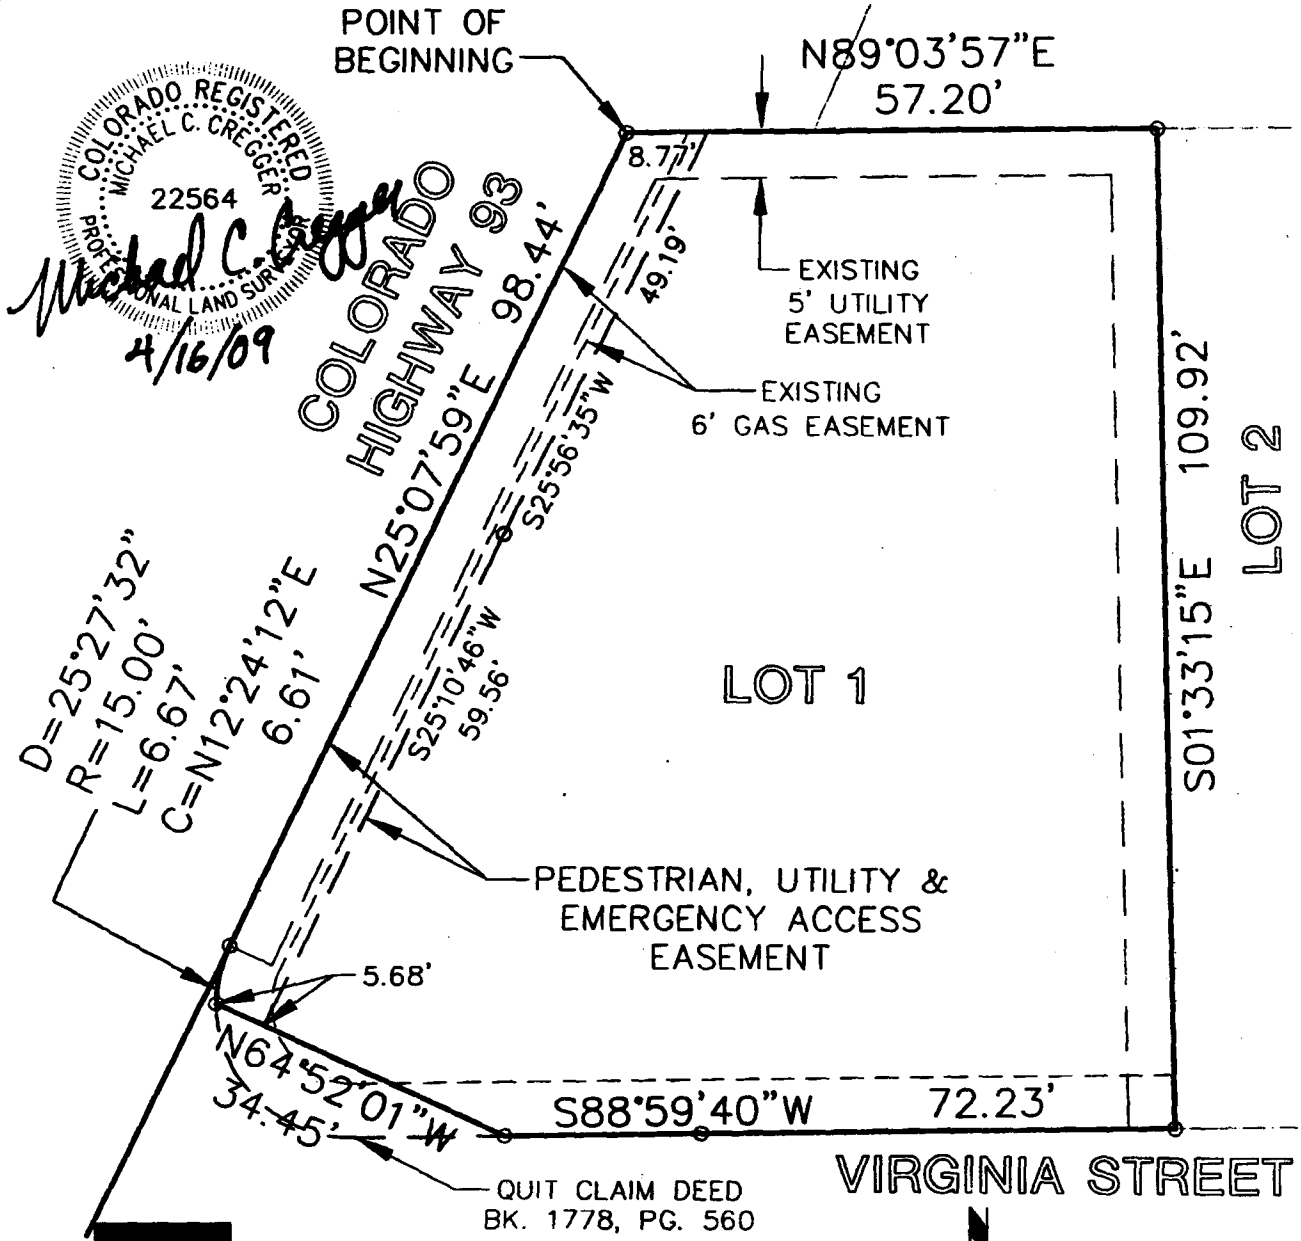 POINT OF
BEGINNING
N89°03'57"E
57.20'
COLORADO REGISTERED
MICHAEL C. CREGGER
22564
PROFESSIONAL LAND SURVEYOR
Michael C. Cregger
4/16/09
COLORADO
HIGHWAY 93
8.77'
49.19'
98.44'
N25°07'59"E
EXISTING
5' UTILITY
EASEMENT
EXISTING
6' GAS EASEMENT
S25°56'35"W
109.92'
S01°33'15"E
LOT 2
D=25°27'32"
R=15.00'
L=6.67'
C=N12°24'12"E
6.61'
S25°10'46"W
59.56'
LOT 1
PEDESTRIAN, UTILITY &
EMERGENCY ACCESS
EASEMENT
5.68'
N64°52'01"W
34.45'
S88°59'40"W
72.23'
VIRGINIA STREET
QUIT CLAIM DEED
BK. 1778, PG. 560
N